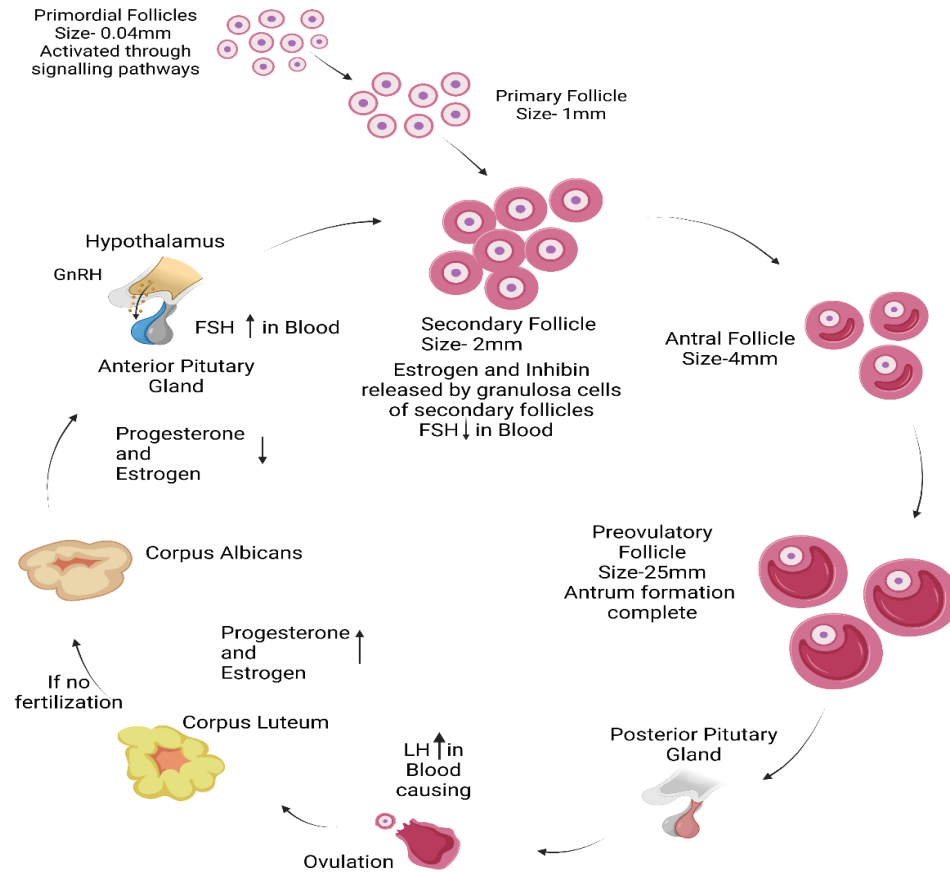 Primordial Follicles
Size- 0.04mm
Activated through
signalling pathways
Primary Follicle
Size- 1mm
Hypothalamus
GnRH
FSH ↑ in Blood
Anterior Pitutary
Gland
Secondary Follicle
Size- 2mm
Estrogen and Inhibin
released by granulosa cells
of secondary follicles
FSH↓ in Blood
Antral Follicle
Size-4mm
Progesterone
and
Estrogen ↓
Preovulatory
Follicle
Size-25mm
Antrum formation
complete
Corpus Albicans
Progesterone
and
Estrogen ↑
If no
fertilization
Corpus Luteum
Posterior Pitutary
Gland
LH ↑ in
Blood
causing
Ovulation